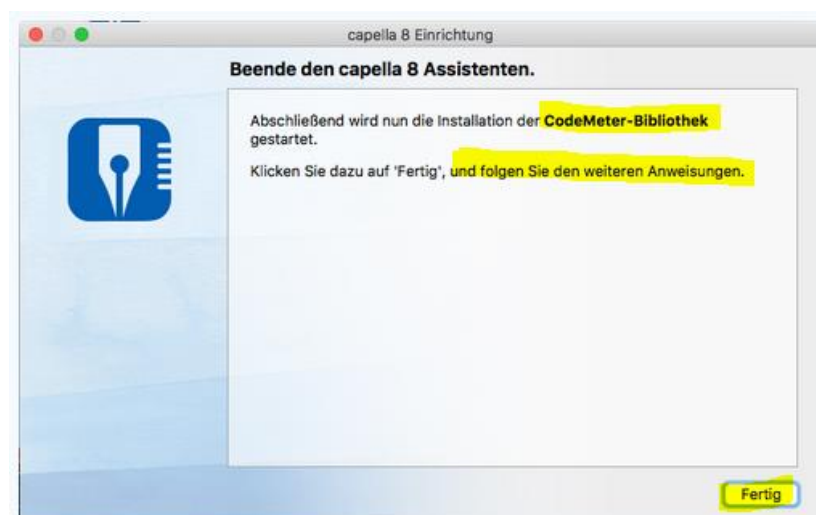 capella 8 Einrichtung
Beende den capella 8 Assistenten.
Abschließend wird nun die Installation der CodeMeter-Bibliothek
gestartet.
Klicken Sie dazu auf 'Fertig', und folgen Sie den weiteren Anweisungen.
Fertig